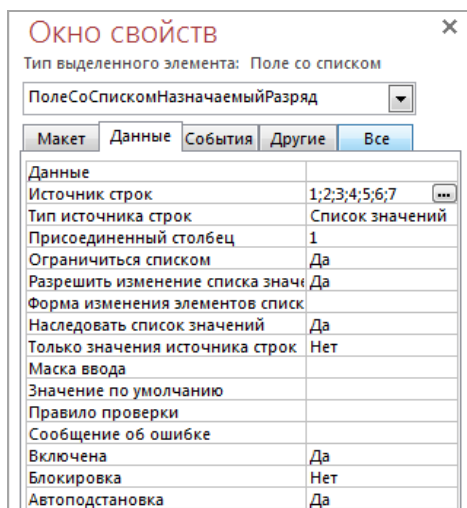 Окно свойств
Тип выделенного элемента: Поле со списком
ПолеСоСпискомНазначаемыйРазряд
Макет Данные События Другие Все
Данные
Источник строк 1;2;3;4;5;6;7
Тип источника строк Список значений
Присоединенный столбец 1
Ограничиться списком Да
Разрешить изменение списка значе Да
Форма изменения элементов списк
Наследовать список значений Да
Только значения источника строк Нет
Маска ввода
Значение по умолчанию
Правило проверки
Сообщение об ошибке
Включена Да
Блокировка Нет
Автоподстановка Да